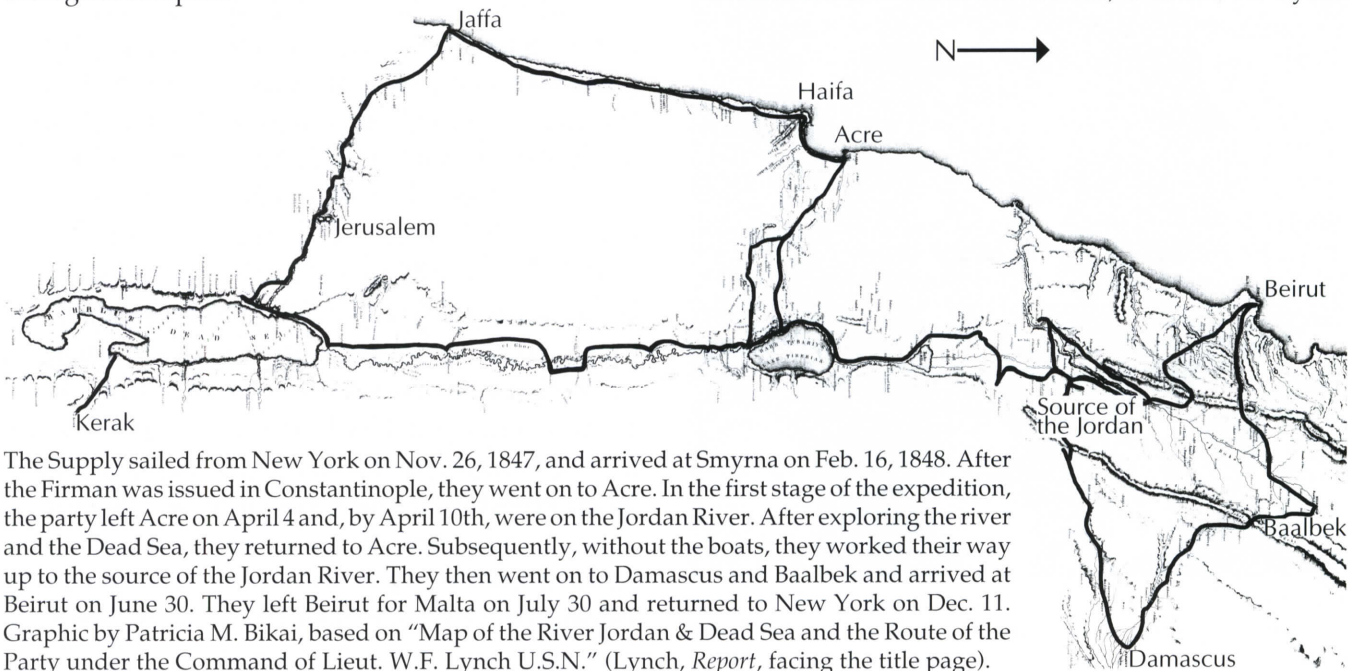 Jaffa
N
Haifa
Acre
Jerusalem
Beirut
Kerak
Source of
the Jordan
Baalbek
Damascus
The Supply sailed from New York on Nov. 26, 1847, and arrived at Smyrna on Feb. 16, 1848. After
the Firman was issued in Constantinople, they went on to Acre. In the first stage of the expedition,
the party left Acre on April 4 and, by April 10th, were on the Jordan River. After exploring the river
and the Dead Sea, they returned to Acre. Subsequently, without the boats, they worked their way
up to the source of the Jordan River. They then went on to Damascus and Baalbek and arrived at
Beirut on June 30. They left Beirut for Malta on July 30 and returned to New York on Dec. 11.
Graphic by Patricia M. Bikai, based on “Map of the River Jordan & Dead Sea and the Route of the
Party under the Command of Lieut. W.F. Lynch U.S.N.” (Lynch, Report, facing the title page).